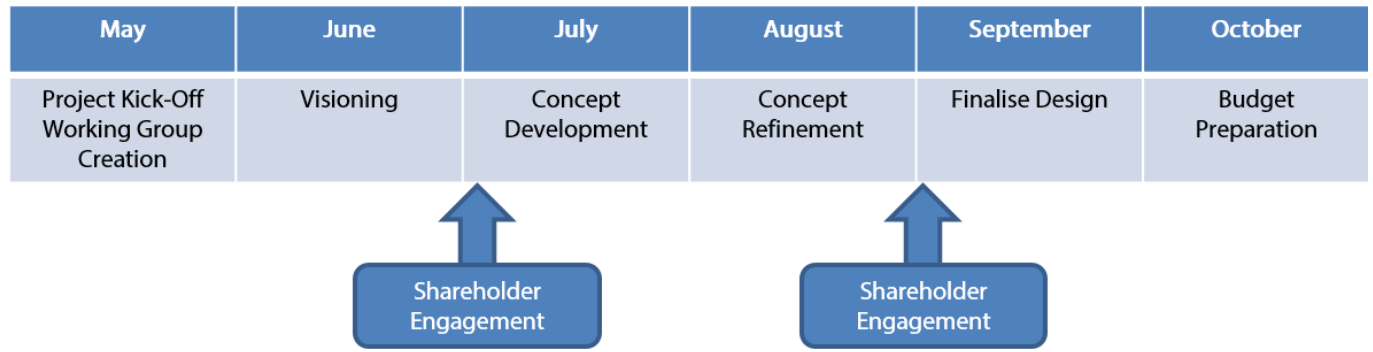 May
June
July
August
September
October
Project Kick-Off
Working Group
Creation
Visioning
Concept
Development
Concept
Refinement
Finalise Design
Budget
Preparation
Shareholder
Engagement
Shareholder
Engagement